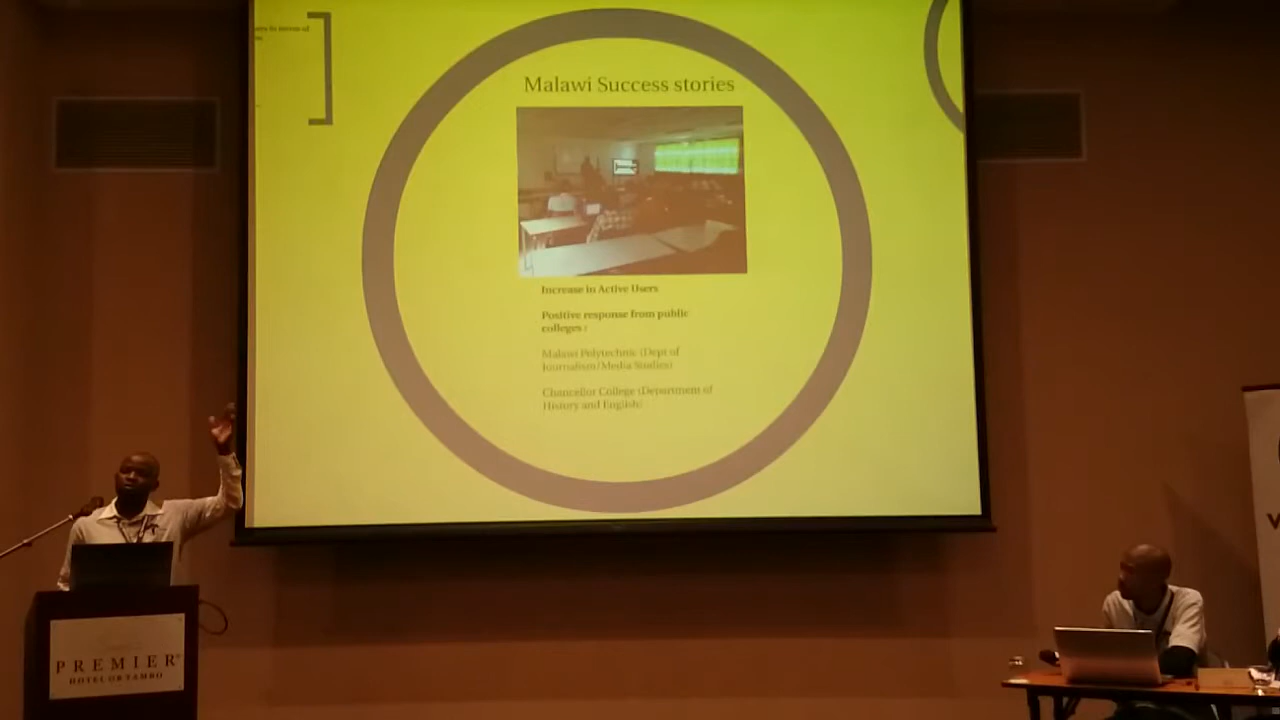 Malawi Success stories
Increase in Active Users
Positive response from public
colleges :
Malawi Polytechnic (Dept of
Journalism/Media Studies)
Chancellor College (Department of
History and English)
PREMIER
HOTEL OR TAMBO